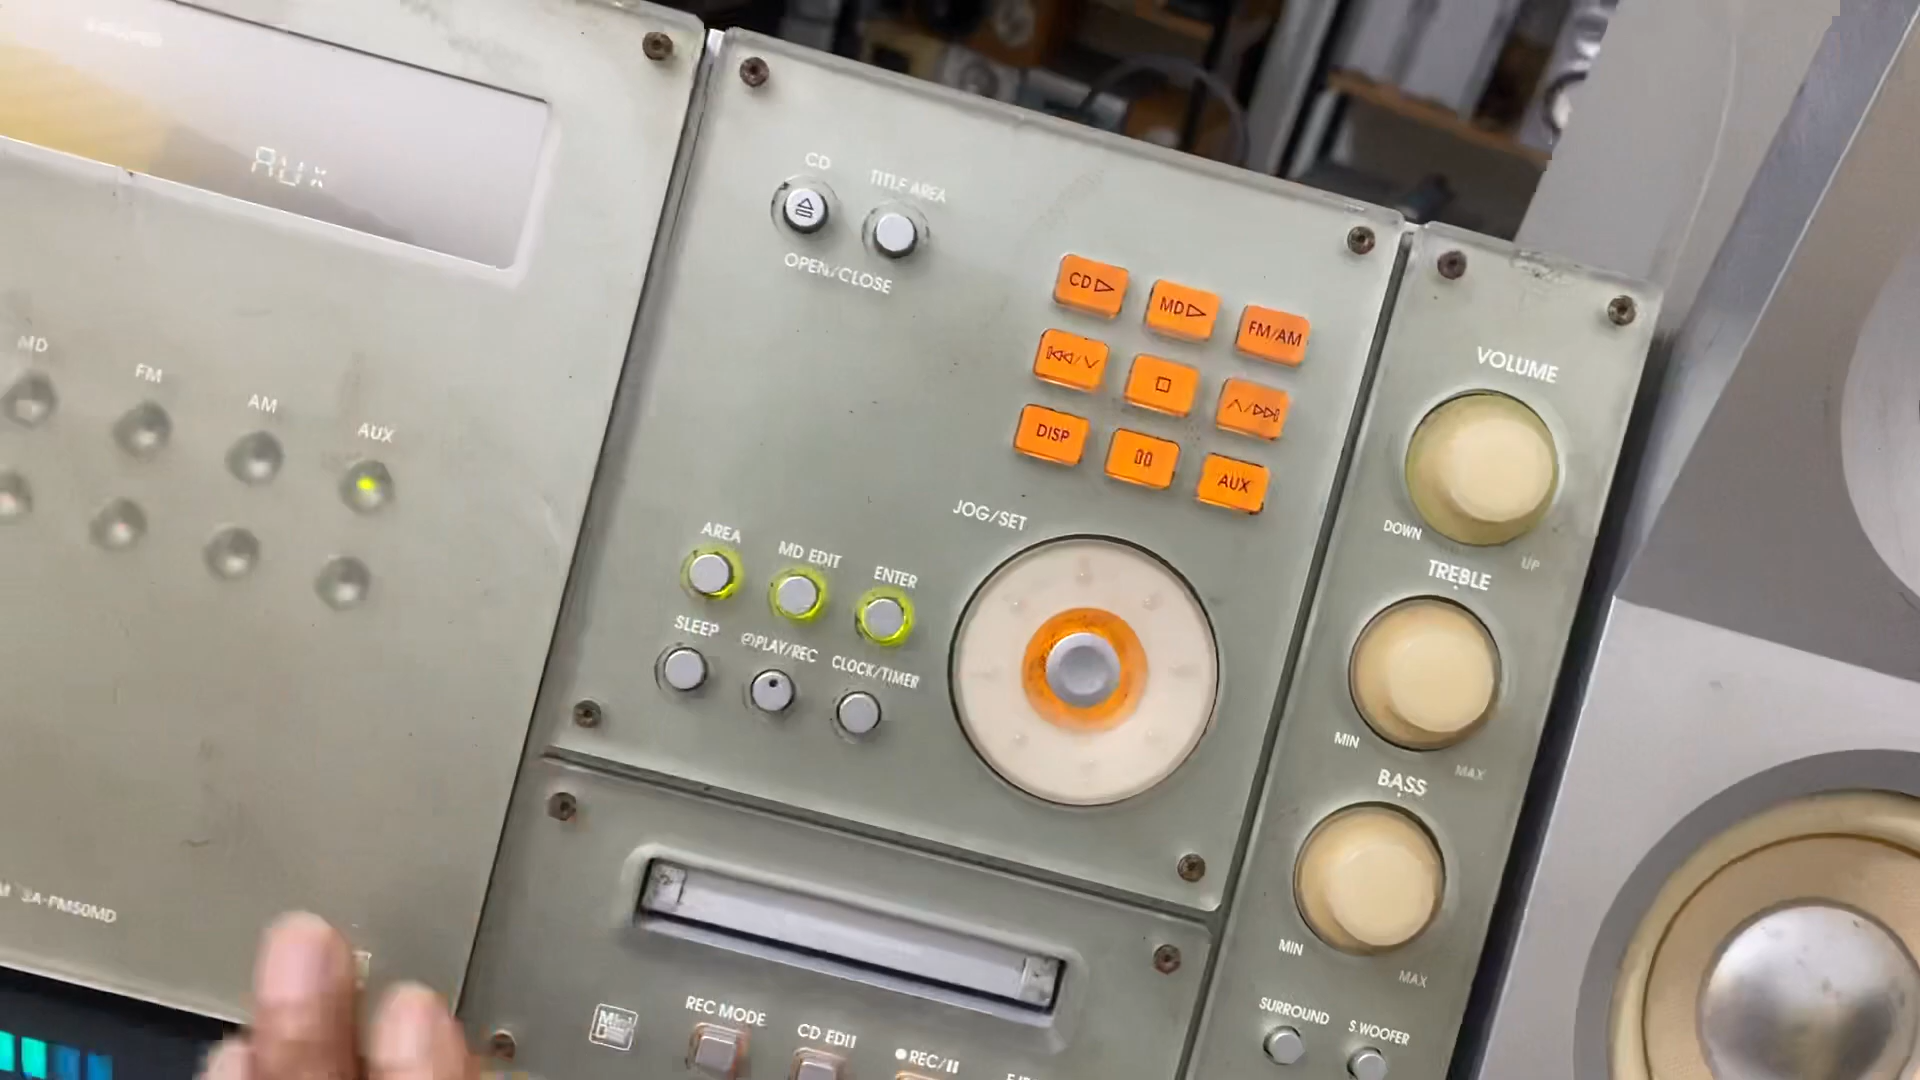 AUX
MD
FM
AM
AUX
SA-PM50MD
CD
TITLE AREA
OPEN/CLOSE
CD
MD
FM/AM
DISP
AUX
JOG/SET
AREA
MD EDIT
ENTER
SLEEP
PLAY/REC
CLOCK/TIMER
VOLUME
DOWN
UP
TREBLE
MIN
MAX
BASS
MIN
MAX
SURROUND
S.WOOFER
Mini
Disc
REC MODE
CD EDIT
REC/